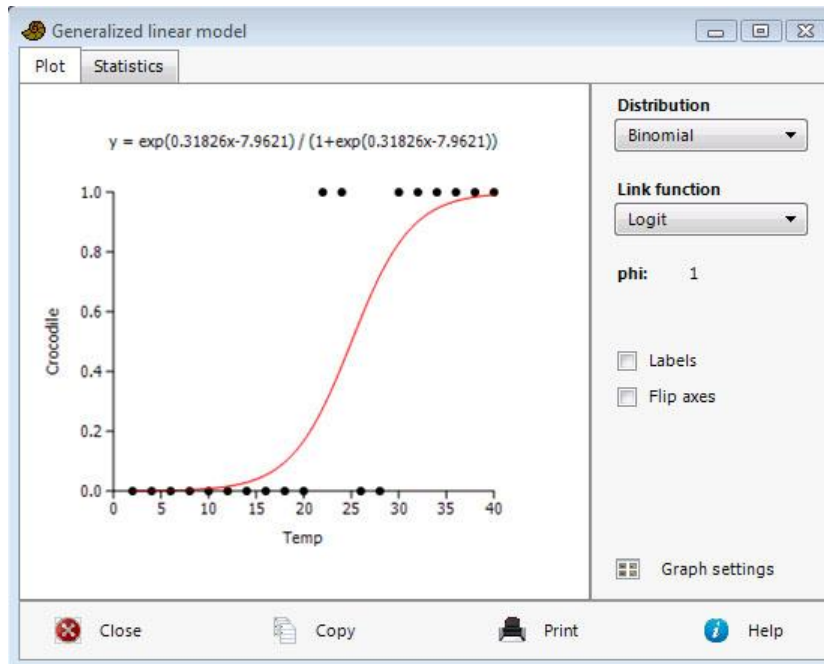 Generalized linear model
Plot Statistics
y = exp(0.31826x-7.9621) / (1+exp(0.31826x-7.9621))
1.0
0.8
0.6
0.4
0.2
0.0
Crocodile
0 5 10 15 20 25 30 35 40
Temp
Distribution
Binomial
Link function
Logit
phi: 1
Labels
Flip axes
Graph settings
Close Copy Print Help